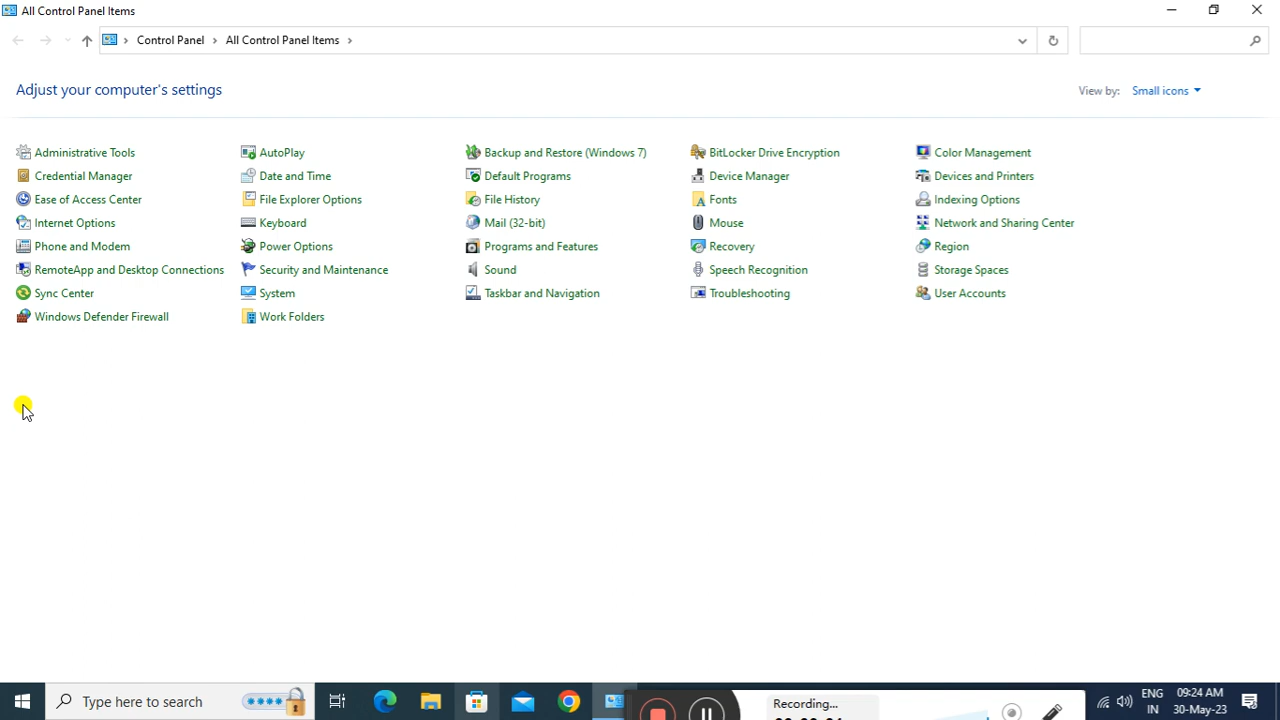 All Control Panel Items
Control Panel All Control Panel Items
Adjust your computer's settings
View by: Small icons
Administrative Tools AutoPlay Backup and Restore (Windows 7) BitLocker Drive Encryption Color Management
Credential Manager Date and Time Default Programs Device Manager Devices and Printers
Ease of Access Center File Explorer Options File History Fonts Indexing Options
Internet Options Keyboard Mail (32-bit) Mouse Network and Sharing Center
Phone and Modem Power Options Programs and Features Recovery Region
RemoteApp and Desktop Connections Security and Maintenance Sound Speech Recognition Storage Spaces
Sync Center System Taskbar and Navigation Troubleshooting User Accounts
Windows Defender Firewall Work Folders
Type here to search
Recording...
ENG 09:24 AM
IN 30-May-23